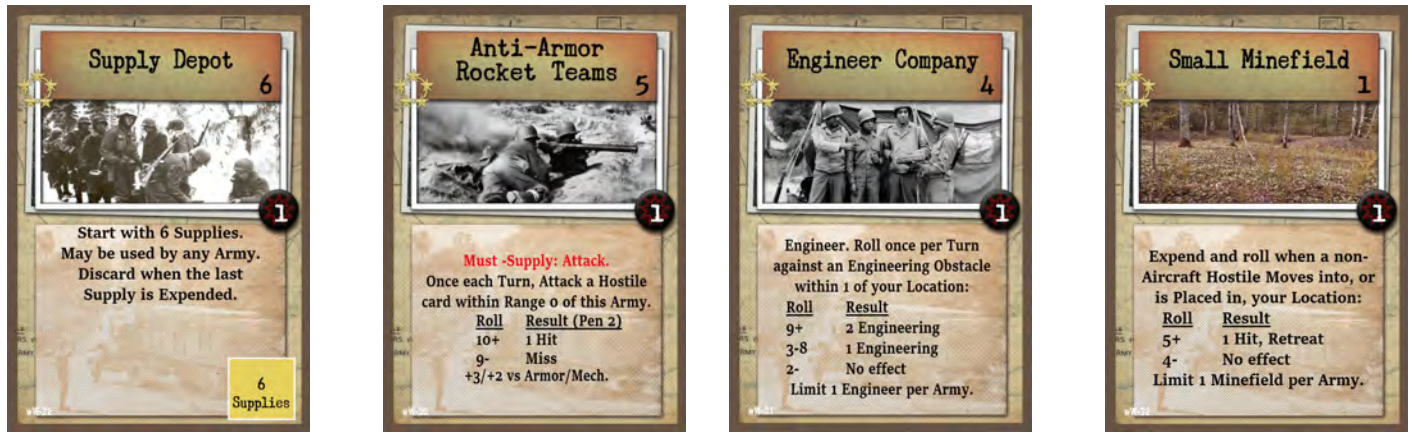 Supply Depot
6
1
Start with 6 Supplies.
May be used by any Army.
Discard when the last
Supply is Expended.
6
Supplies
Anti-Armor
Rocket Teams
5
1
Must -Supply: Attack.
Once each Turn, Attack a Hostile
card within Range 0 of this Army.
Roll Result (Pen 2)
10+ 1 Hit
9- Miss
+3/+2 vs Armor/Mech.
Engineer Company
4
1
Engineer. Roll once per Turn
against an Engineering Obstacle
within 1 of your Location:
Roll Result
9+ 2 Engineering
3-8 1 Engineering
2- No effect
Limit 1 Engineer per Army.
Small Minefield
1
1
Expend and roll when a non-
Aircraft Hostile Moves into, or
is Placed in, your Location:
Roll Result
5+ 1 Hit, Retreat
4- No effect
Limit 1 Minefield per Army.